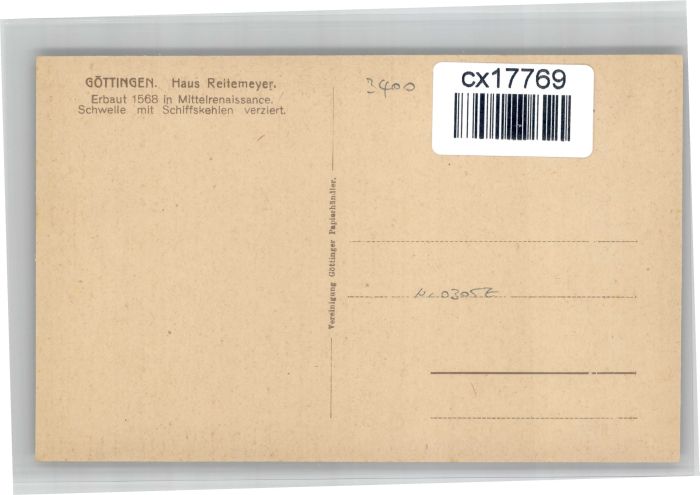 GÖTTINGEN. Haus Reitemeyer.
Erbaut 1568 in Mittelrenaissance.
Schwelle mit Schiffskehlen verziert.
3400
cx17769
Vereinigung Göttinger Papierhändler.